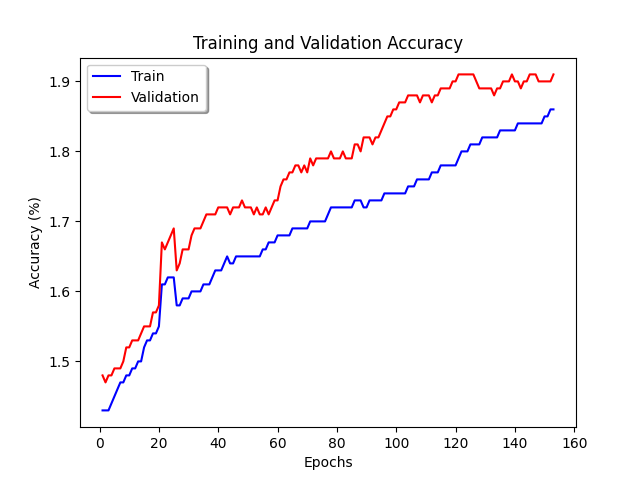 Training and Validation Accuracy
Train
Validation
Accuracy (%)
1.9
1.8
1.7
1.6
1.5
0 20 40 60 80 100 120 140 160
Epochs